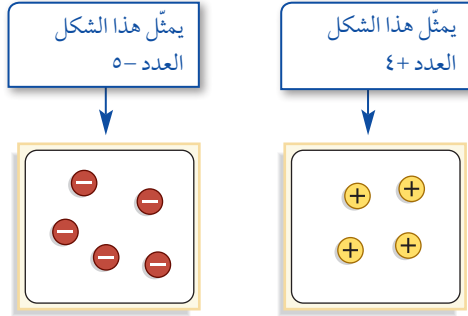 يمثّل هذا الشكل
العدد +٤
يمثّل هذا الشكل
العدد –٥
+ +
+ +
– –
– – –